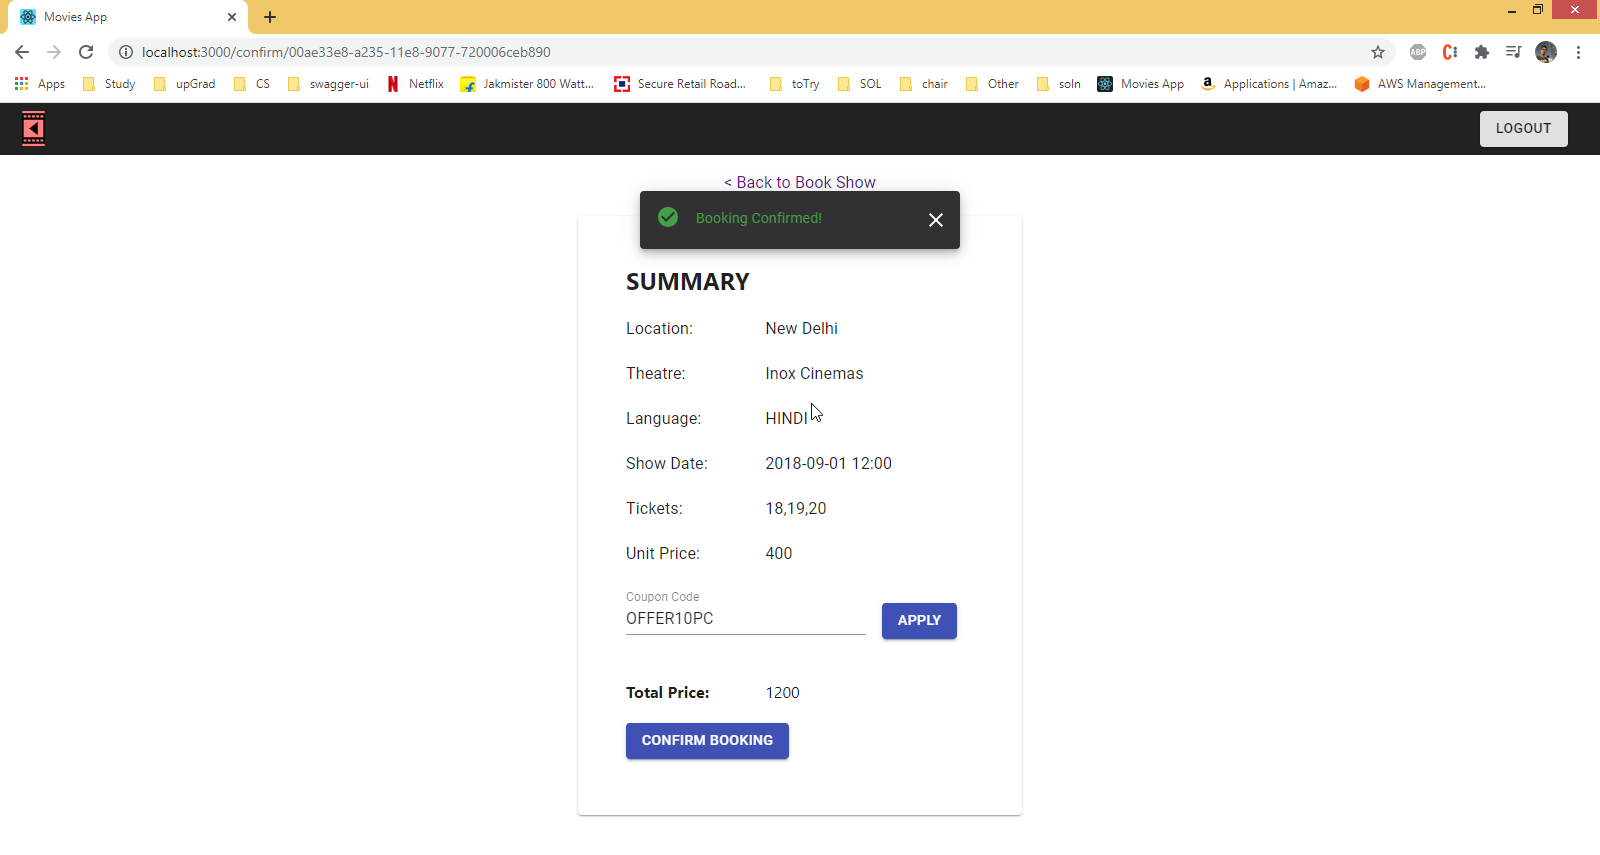 Movies App
localhost:3000/confirm/00ae33e8-a235-11e8-9077-720006ceb890
ABP
Apps Study upGrad CS swagger-ui Netflix Jakmister 800 Watt... Secure Retail Road... toTry SOL chair Other soln Movies App Applications | Amaz... AWS Management...
LOGOUT
< Back to Book Show
Booking Confirmed!
SUMMARY
Location: New Delhi
Theatre: Inox Cinemas
Language: HINDI
Show Date: 2018-09-01 12:00
Tickets: 18,19,20
Unit Price: 400
Coupon Code
OFFER10PC APPLY
Total Price: 1200
CONFIRM BOOKING